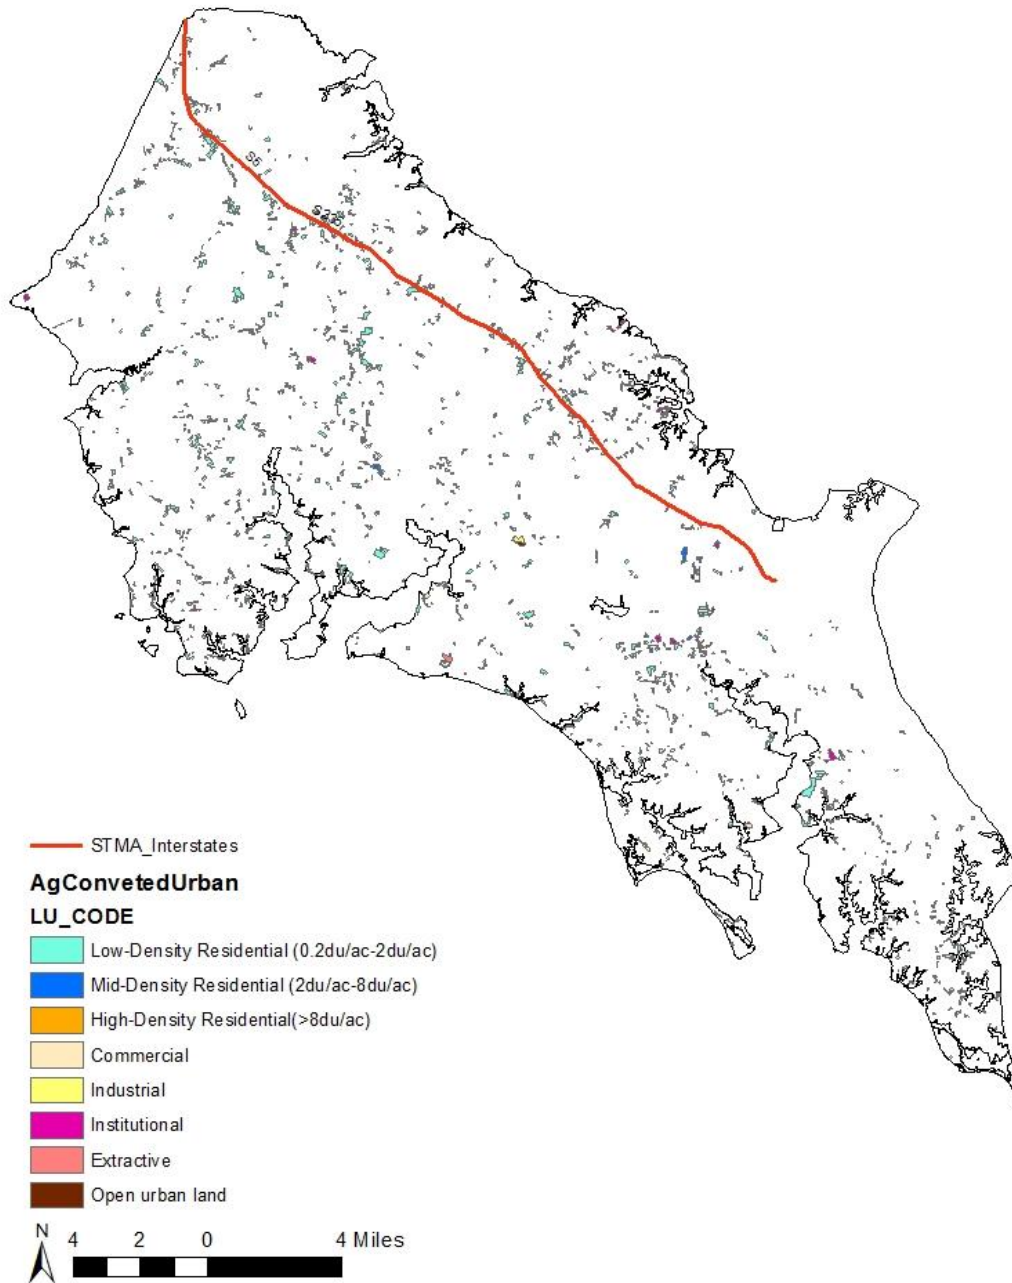 S5
STMA_Interstates
AgConvetedUrban
LU_CODE
Low-Density Residential (0.2du/ac-2du/ac)
Mid-Density Residential (2du/ac-8du/ac)
High-Density Residential(>8du/ac)
Commercial
Industrial
Institutional
Extractive
Open urban land
N
4 2 0 4 Miles